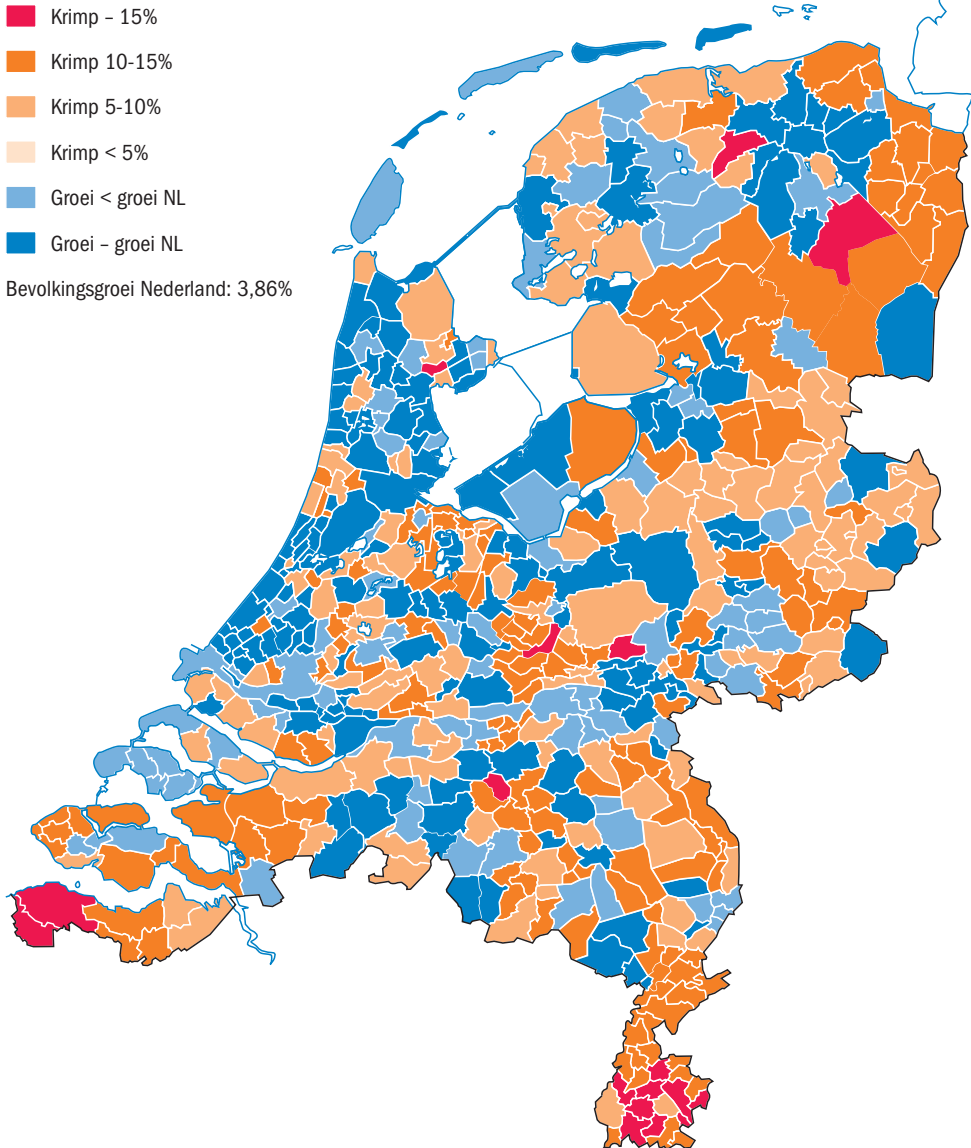 Krimp – 15%
Krimp 10-15%
Krimp 5-10%
Krimp < 5%
Groei < groei NL
Groei – groei NL
Bevolkingsgroei Nederland: 3,86%